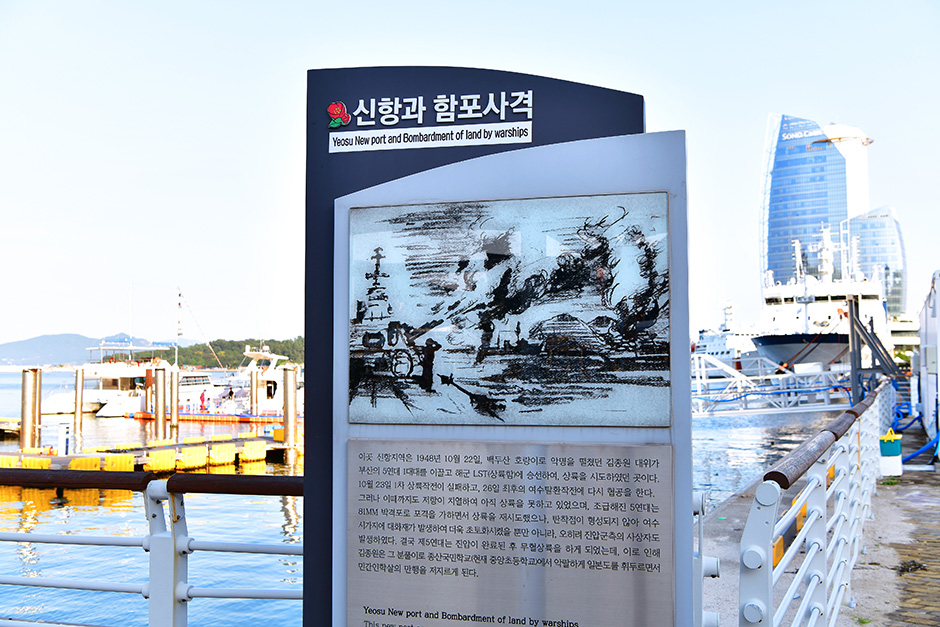 신항과 함포사격
Yeosu New port and Bombardment of land by warships
이곳 신항지역은 1948년 10월 22일, 백두산 호랑이로 악명을 떨쳤던 김종원 대위가
부산의 5연대 1대대를 이끌고 해군 LST(상륙함)에 승선하여, 상륙을 시도하였던 곳이다.
10월 23일 1차 상륙작전이 실패하고, 26일 최후의 여수탈환작전에 다시 협공을 한다.
그러나 이때까지도 저항이 치열하여 아직 상륙을 못하고 있었으며, 조급해진 5연대는
81MM 박격포로 포격을 가하면서 상륙을 재시도했으나, 탄착점이 형성되지 않아 여수
시가지에 대화재가 발생하여 더욱 초토화시켰을 뿐만 아니라, 오히려 진압군측의 사상자도
발생하였다. 결국 제5연대는 진압이 완료된 후 무혈상륙을 하게 되었는데, 이로 인해
김종원은 그 분풀이로 종산국민학교(현재 중앙초등학교)에서 악랄하게 일본도를 휘두르면서
민간인학살의 만행을 저지르게 된다.
Yeosu New port and Bombardment of land by warships
This new port
SONO